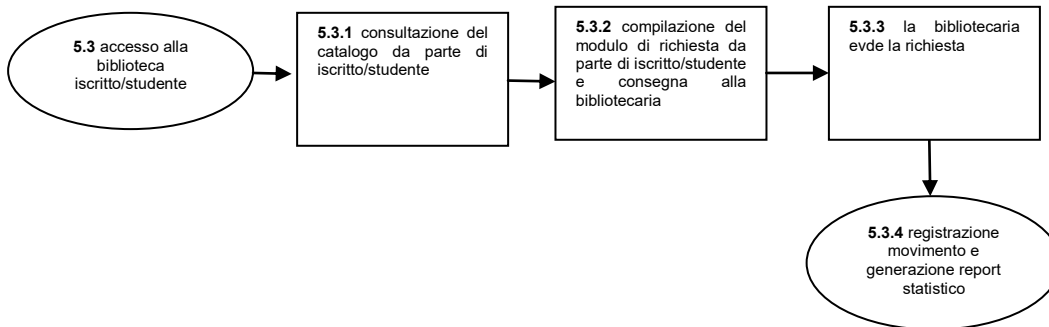 5.3 accesso alla
biblioteca
iscritto/studente
5.3.1 consultazione del
catalogo da parte di
iscritto/studente
5.3.2 compilazione del
modulo di richiesta da
parte di iscritto/studente
e consegna alla
bibliotecaria
5.3.3 la bibliotecaria
evde la richiesta
5.3.4 registrazione
movimento e
generazione report
statistico